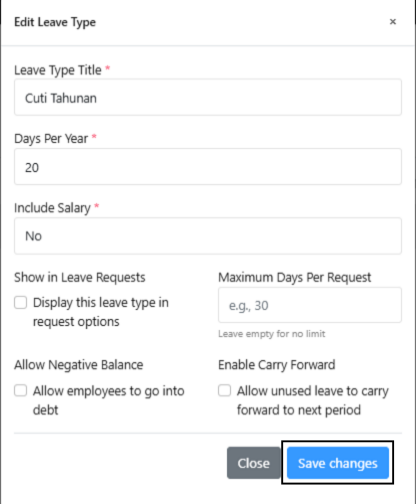 Edit Leave Type ×
Leave Type Title *
Cuti Tahunan
Days Per Year *
20
Include Salary *
No
Show in Leave Requests
Display this leave type in
request options
Maximum Days Per Request
e.g., 30
Leave empty for no limit
Allow Negative Balance
Allow employees to go into
debt
Enable Carry Forward
Allow unused leave to carry
forward to next period
Close
Save changes